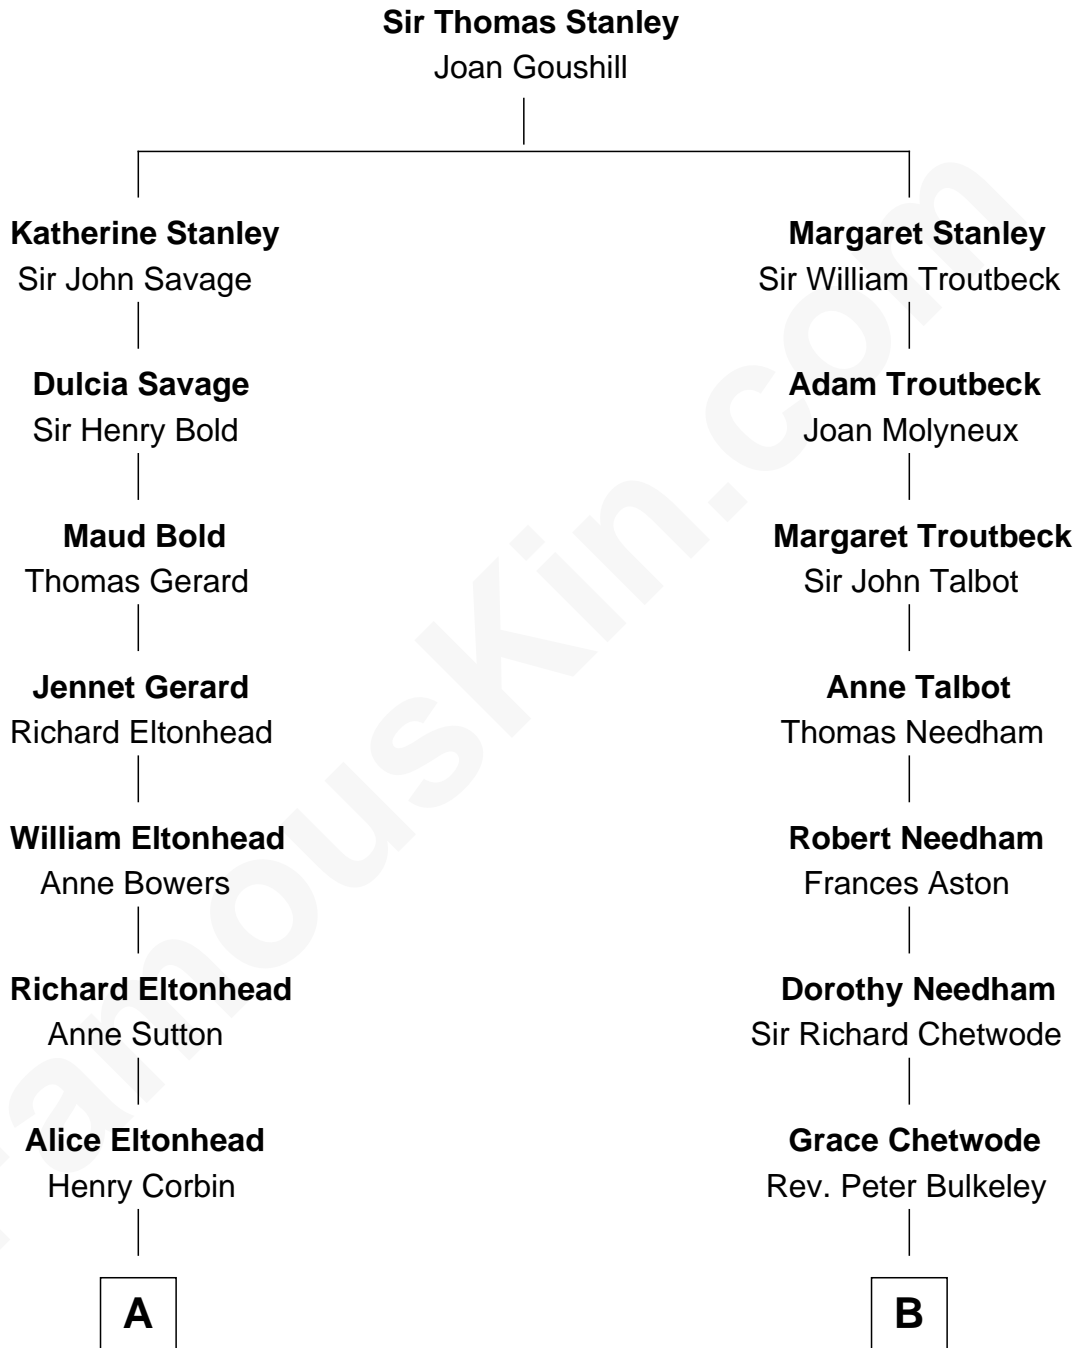 Sir Thomas Stanley
Joan Goushill
Katherine Stanley
Sir John Savage
Margaret Stanley
Sir William Troutbeck
Dulcia Savage
Sir Henry Bold
Adam Troutbeck
Joan Molyneux
Maud Bold
Thomas Gerard
Margaret Troutbeck
Sir John Talbot
Jennet Gerard
Richard Eltonhead
Anne Talbot
Thomas Needham
William Eltonhead
Anne Bowers
Robert Needham
Frances Aston
Richard Eltonhead
Anne Sutton
Dorothy Needham
Sir Richard Chetwode
Alice Eltonhead
Henry Corbin
Grace Chetwode
Rev. Peter Bulkeley
A
B
FamousKin.com